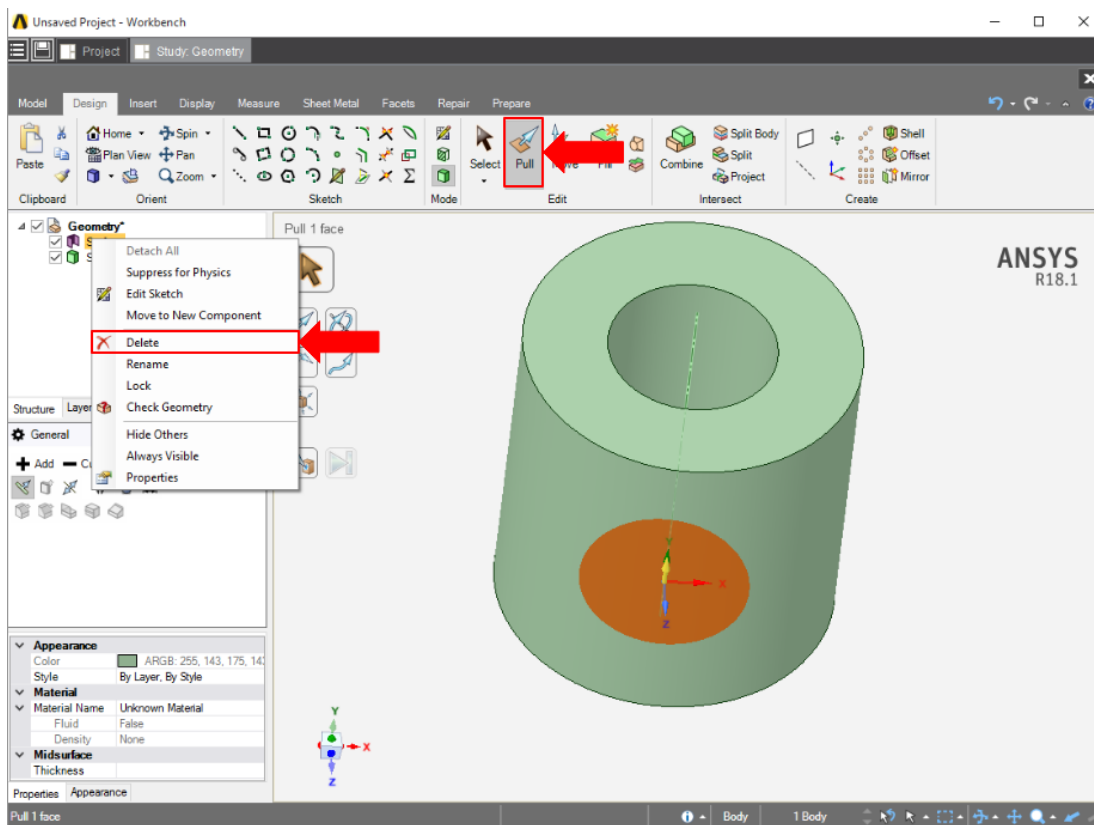 Unsaved Project - Workbench
Project
Study: Geometry
Model Design Insert Display Measure Sheet Metal Facets Repair Prepare
Paste
Home Spin
Plan View Pan
Zoom
Select Pull
Combine
Split Body
Split
Project
Shell
Offset
Mirror
Clipboard Orient Sketch Mode Edit Intersect Create
Geometry*
Pull 1 face
ANSYS
R18.1
Detach All
Suppress for Physics
Edit Sketch
Move to New Component
Delete
Rename
Lock
Check Geometry
Hide Others
Always Visible
Properties
Structure
General
Add
Y
X
Z
Appearance
Color ARGB: 255, 143, 175, 143
Style By Layer, By Style
Material
Material Name Unknown Material
Fluid False
Density None
Midsurface
Thickness
Y
X
Z
Properties Appearance
Pull 1 face
Body 1 Body